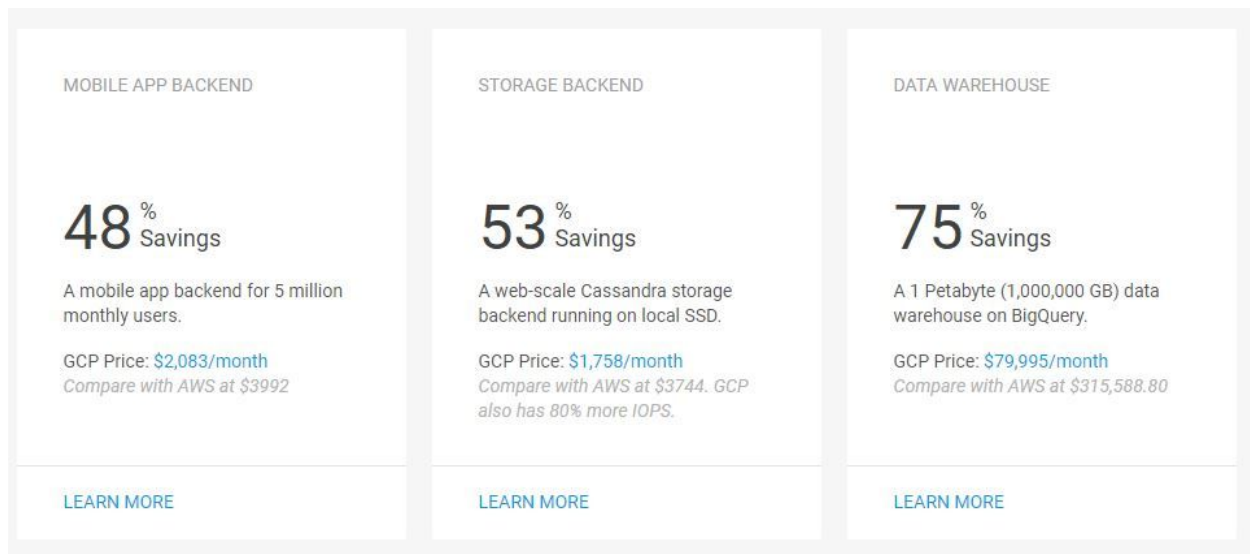 MOBILE APP BACKEND
48 % Savings
A mobile app backend for 5 million
monthly users.
GCP Price: $2,083/month
Compare with AWS at $3992
LEARN MORE
STORAGE BACKEND
53 % Savings
A web-scale Cassandra storage
backend running on local SSD.
GCP Price: $1,758/month
Compare with AWS at $3744. GCP
also has 80% more IOPS.
LEARN MORE
DATA WAREHOUSE
75 % Savings
A 1 Petabyte (1,000,000 GB) data
warehouse on BigQuery.
GCP Price: $79,995/month
Compare with AWS at $315,588.80
LEARN MORE